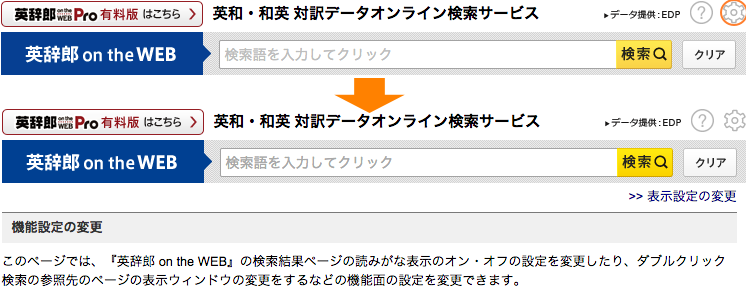 英辞郎 on the WEB Pro 有料版 はこちら 英和・和英 対訳データオンライン検索サービス ▶データ提供:EDP ?
英辞郎 on the WEB 検索語を入力してクリック 検索 クリア
英辞郎 on the WEB Pro 有料版 はこちら 英和・和英 対訳データオンライン検索サービス ▶データ提供:EDP ?
英辞郎 on the WEB 検索語を入力してクリック 検索 クリア
>> 表示設定の変更
機能設定の変更
このページでは、『英辞郎 on the WEB』の検索結果ページの読みがな表示のオン・オフの設定を変更したり、ダブルクリック
検索の参照先のページの表示ウィンドウの変更をするなどの機能面の設定を変更できます。